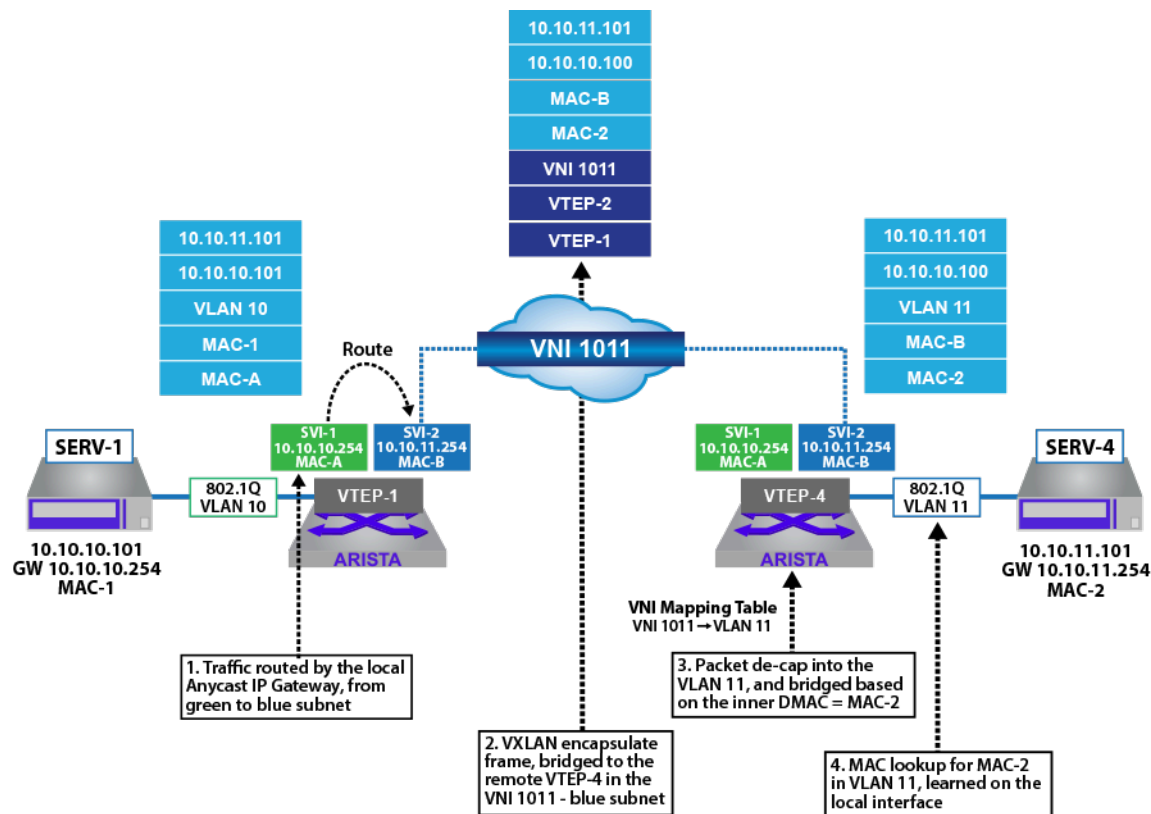 10.10.11.101
10.10.10.100
MAC-B
MAC-2
VNI 1011
VTEP-2
VTEP-1
10.10.11.101
10.10.10.101
VLAN 10
MAC-1
MAC-A
10.10.11.101
10.10.10.100
VLAN 11
MAC-B
MAC-2
Route
VNI 1011
SERV-1
SVI-1
10.10.10.254
MAC-A
SVI-2
10.10.11.254
MAC-B
SVI-1
10.10.10.254
MAC-A
SVI-2
10.10.11.254
MAC-B
SERV-4
802.1Q
VLAN 10
VTEP-1
ARISTA
VTEP-4
ARISTA
802.1Q
VLAN 11
10.10.10.101
GW 10.10.10.254
MAC-1
10.10.11.101
GW 10.10.11.254
MAC-2
VNI Mapping Table
VNI 1011→VLAN 11
1. Traffic routed by the local
Anycast IP Gateway, from
green to blue subnet
2. VXLAN encapsulate
frame, bridged to the
remote VTEP-4 in the
VNI 1011 - blue subnet
3. Packet de-cap into the
VLAN 11, and bridged based
on the inner DMAC = MAC-2
4. MAC lookup for MAC-2
in VLAN 11, learned on the
local interface